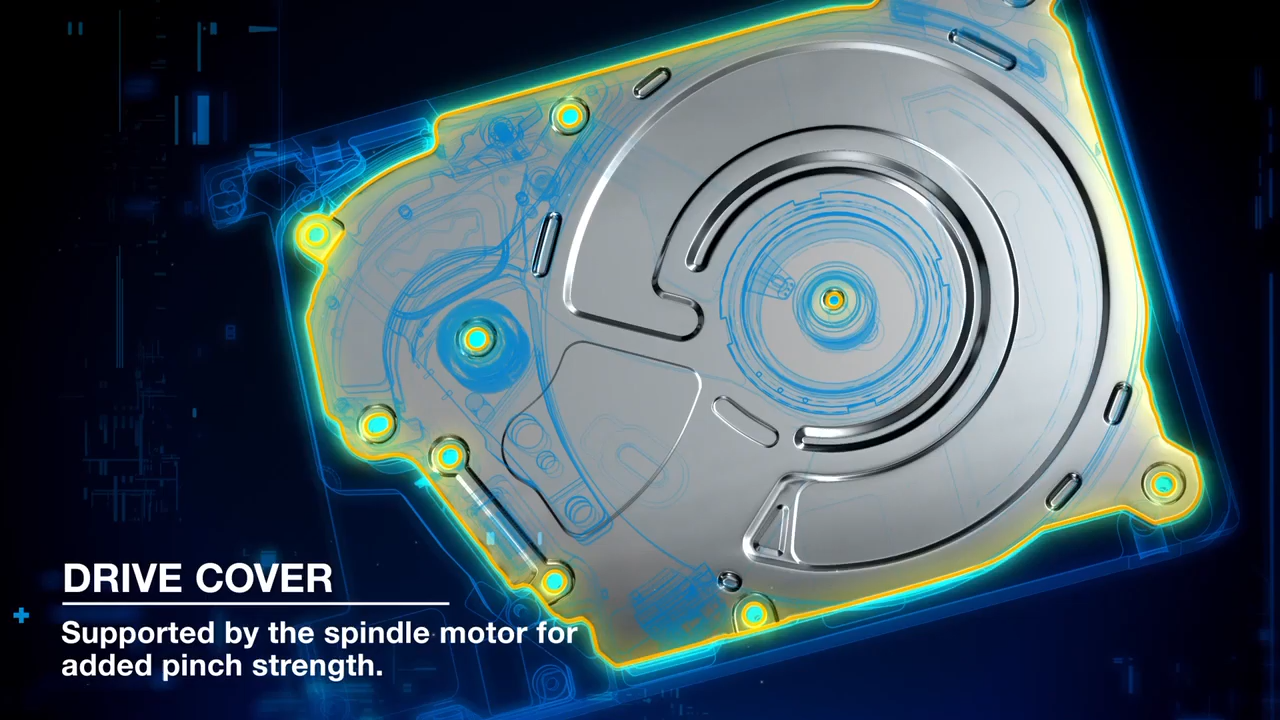 DRIVE COVER
Supported by the spindle motor for
added pinch strength.